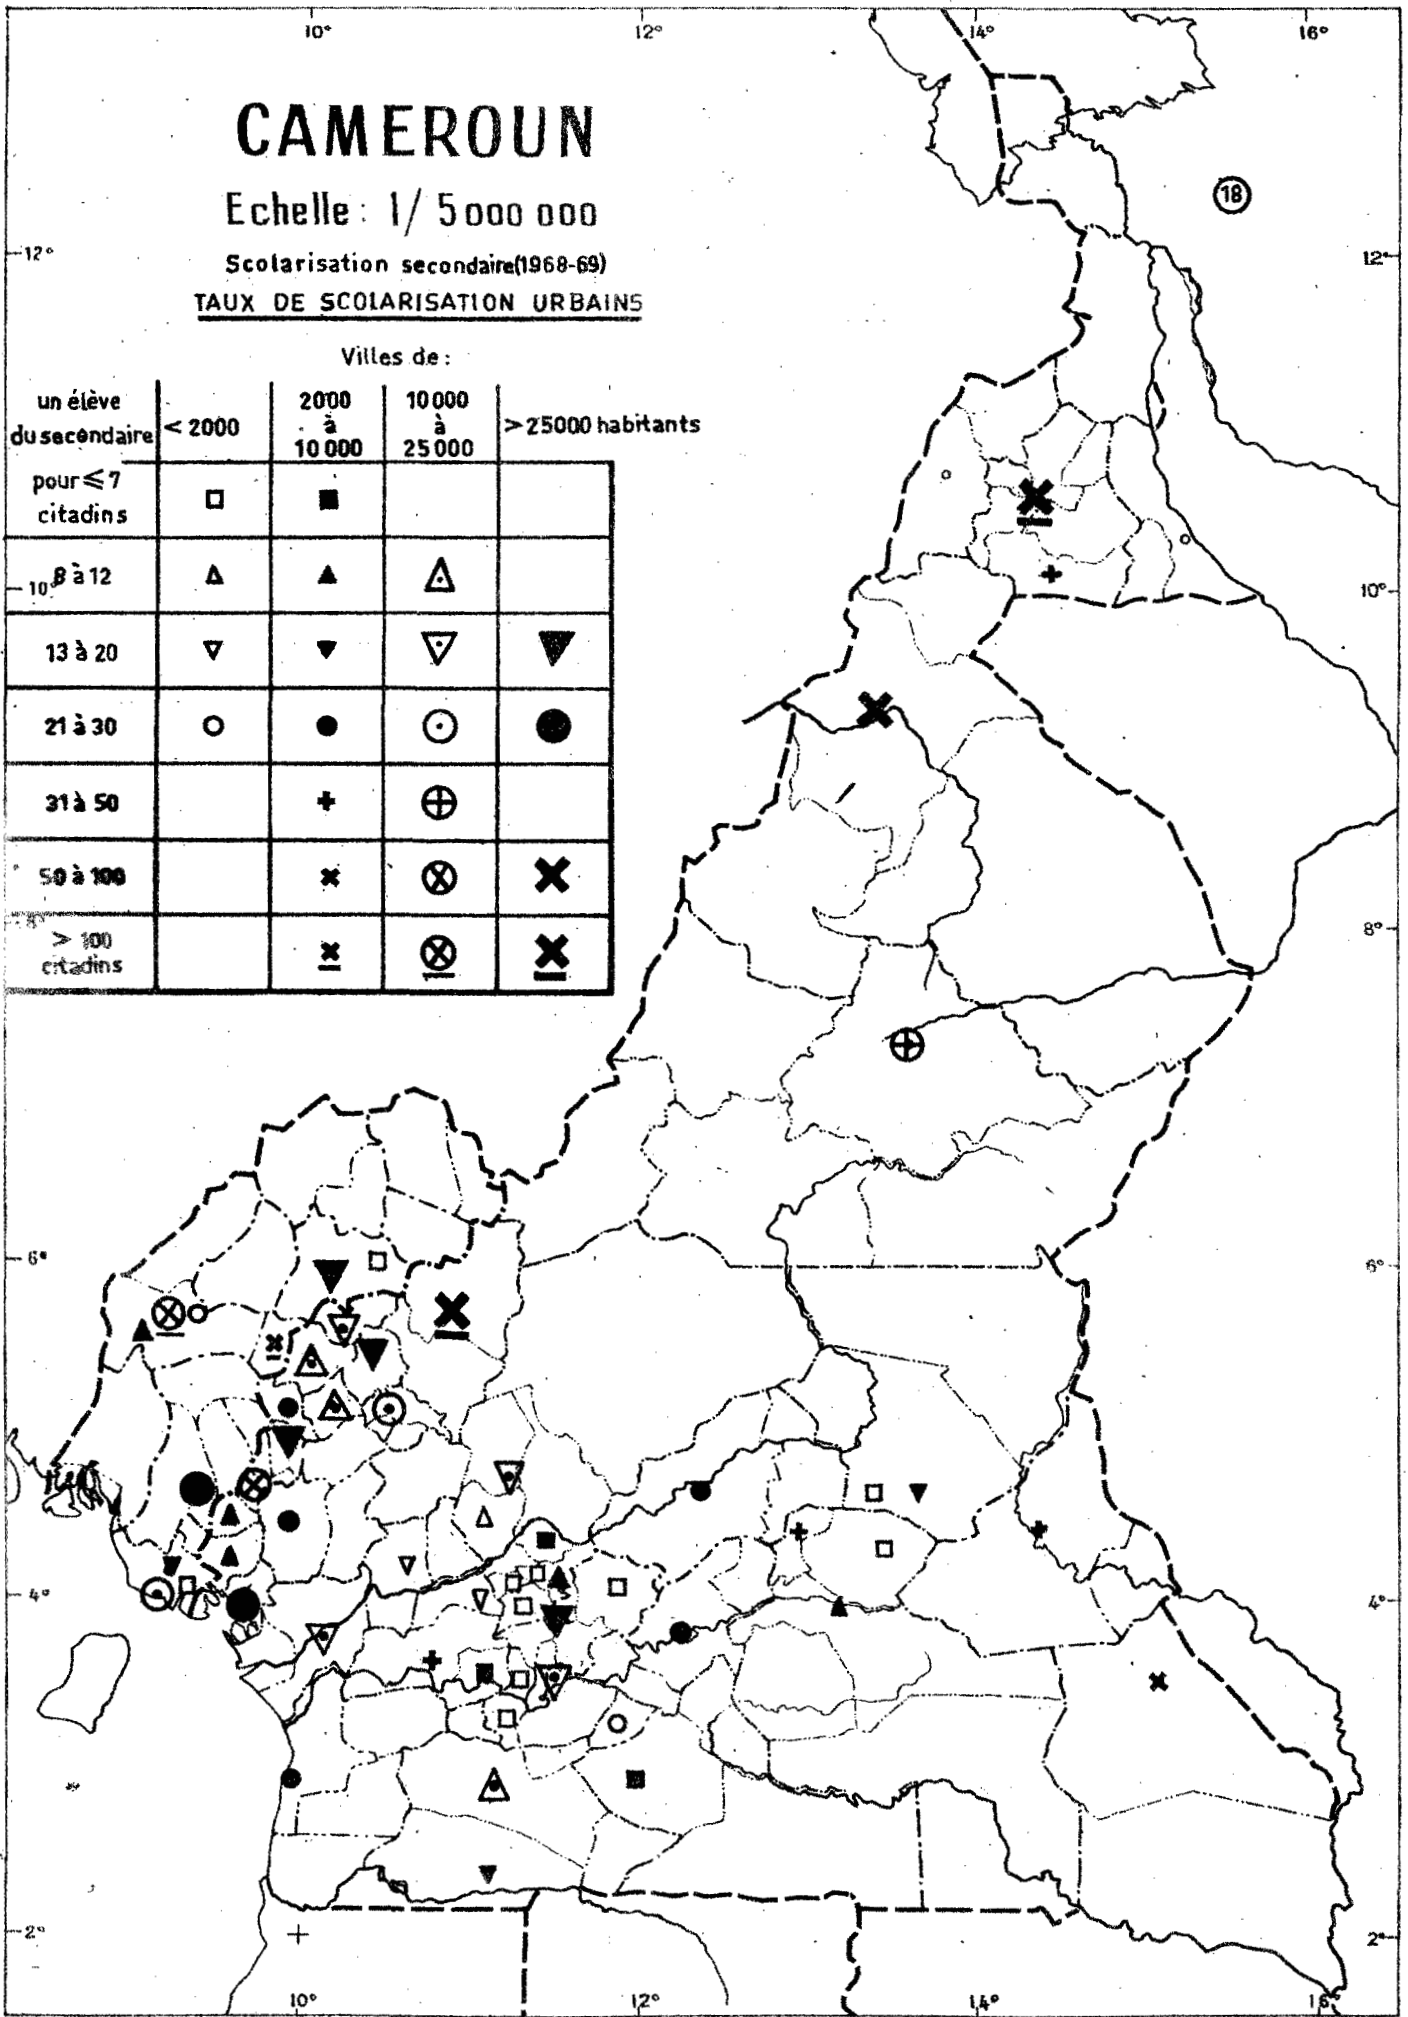 10° 12° 14° 16°
CAMEROUN
Echelle : 1/ 5 000 000
18
12° 12°
Scolarisation secondaire(1968-69)
TAUX DE SCOLARISATION URBAINS
Villes de :
un élève
du secondaire
< 2000
2000
à
10 000
10 000
à
25 000
> 25000 habitants
pour ≤ 7
citadins
8 à 12
10° 10°
13 à 20
21 à 30
31 à 50
50 à 100
8° 8°
> 100
citadins
6° 6°
4° 4°
2° 2°
10° 12° 14° 16°